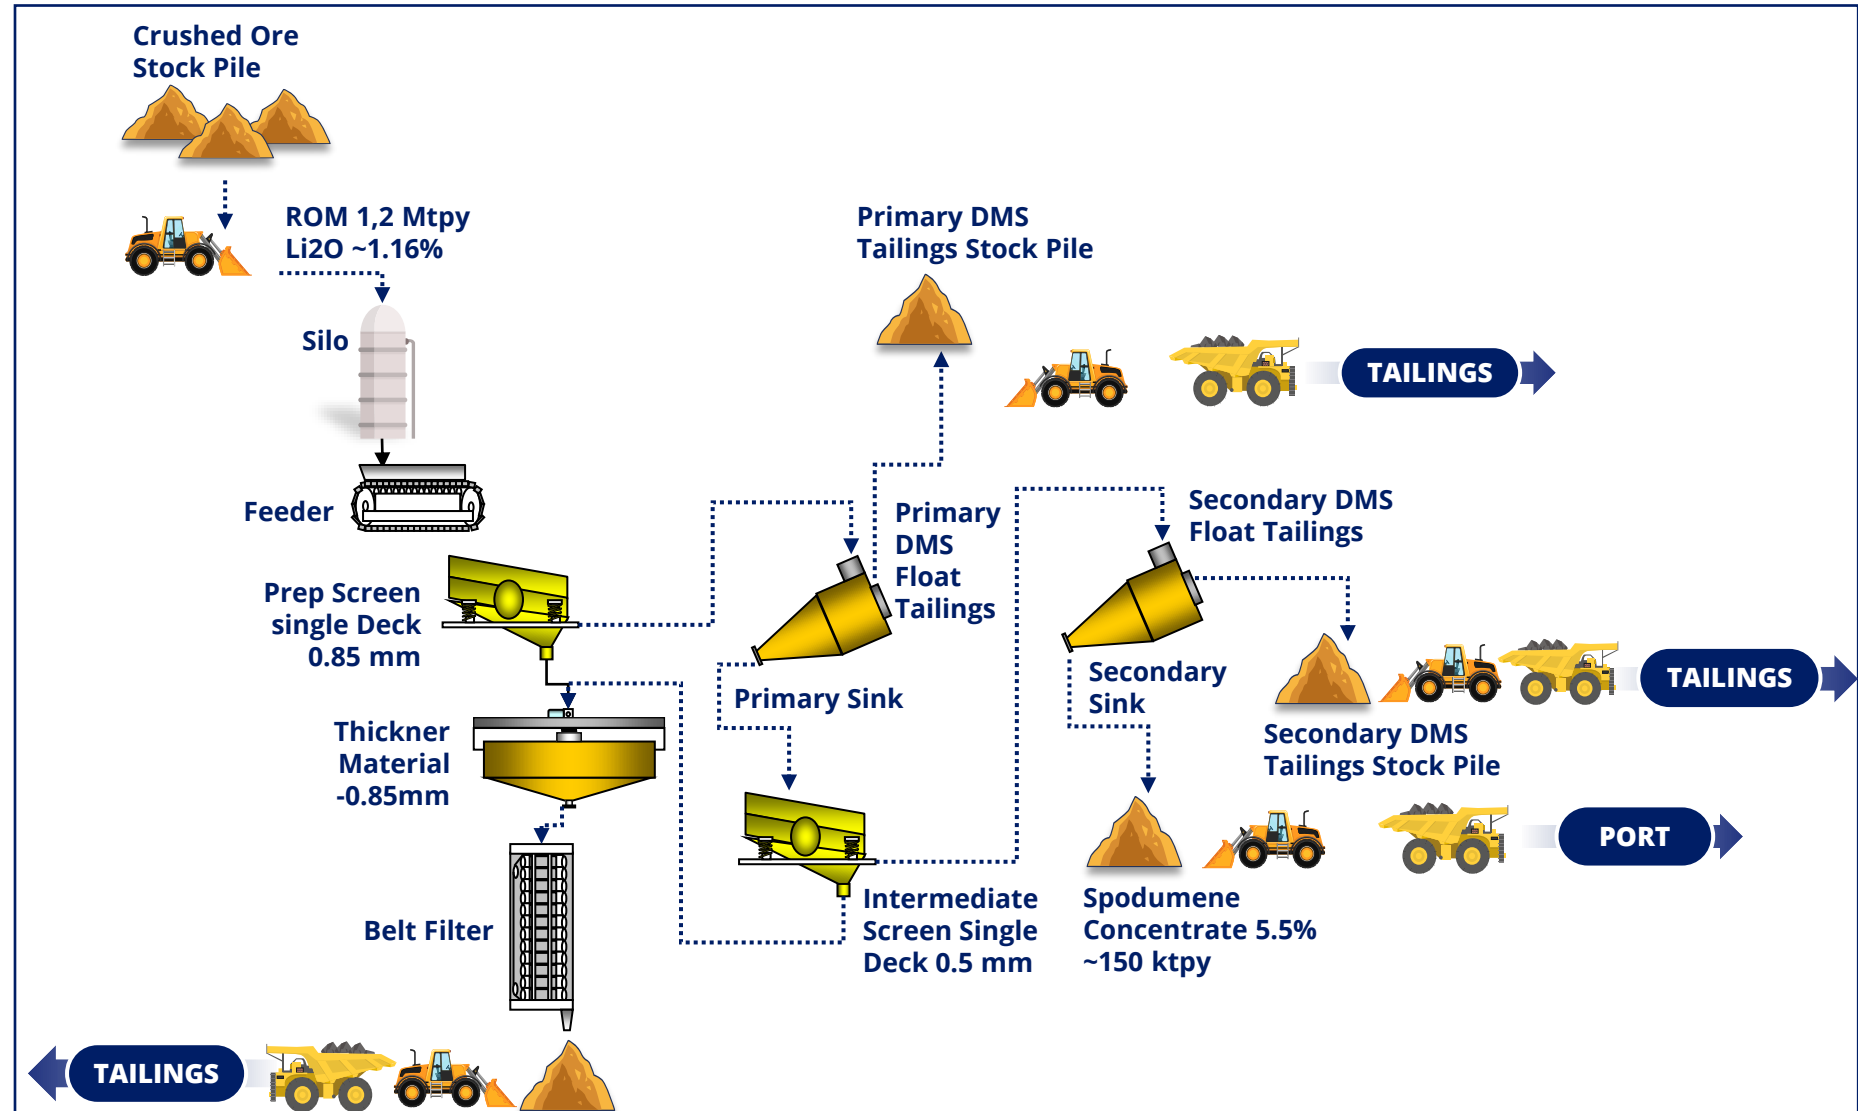 Crushed Ore
Stock Pile
ROM 1,2 Mtpy
Li2O ~1.16%
Silo
Feeder
Prep Screen
single Deck
0.85 mm
Thickner
Material
-0.85mm
Belt Filter
TAILINGS
Primary DMS
Tailings Stock Pile
TAILINGS
Primary
DMS
Float
Tailings
Primary Sink
Intermediate
Screen Single
Deck 0.5 mm
Secondary DMS
Float Tailings
Secondary
Sink
TAILINGS
Secondary DMS
Tailings Stock Pile
PORT
Spodumene
Concentrate 5.5%
~150 ktpy